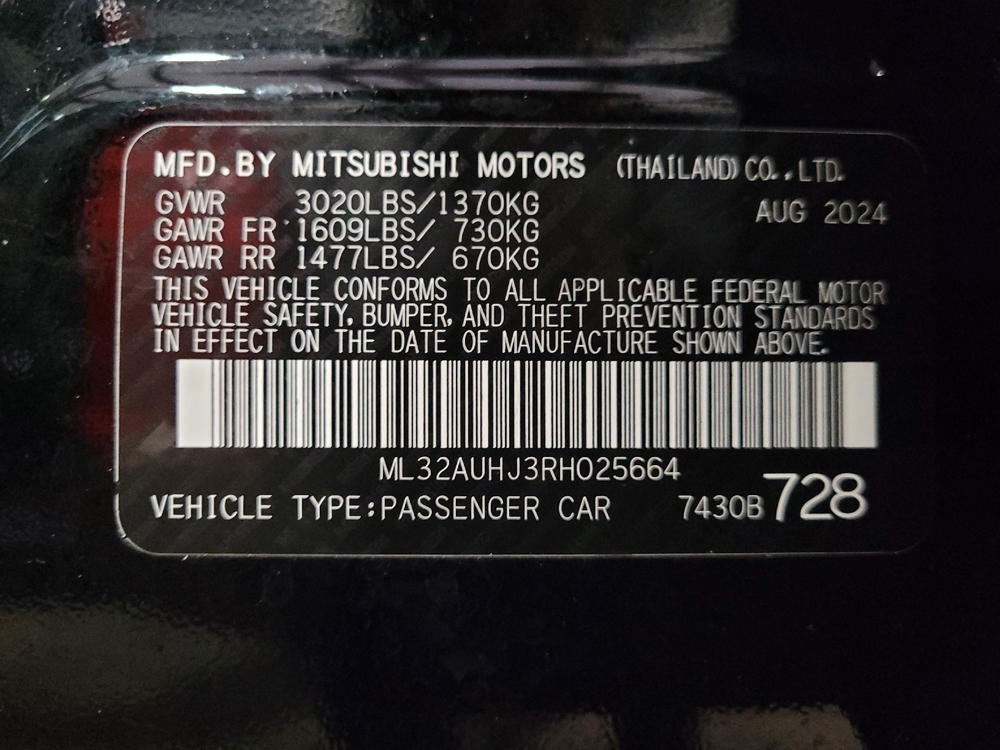 MFD.BY MITSUBISHI MOTORS (THAILAND) CO., LTD.
GVWR 3020LBS/1370KG AUG 2024
GAWR FR 1609LBS/ 730KG
GAWR RR 1477LBS/ 670KG
THIS VEHICLE CONFORMS TO ALL APPLICABLE FEDERAL MOTOR
VEHICLE SAFETY, BUMPER, AND THEFT PREVENTION STANDARDS
IN EFFECT ON THE DATE OF MANUFACTURE SHOWN ABOVE.
ML32AUHJ3RH025664
VEHICLE TYPE:PASSENGER CAR 7430B728